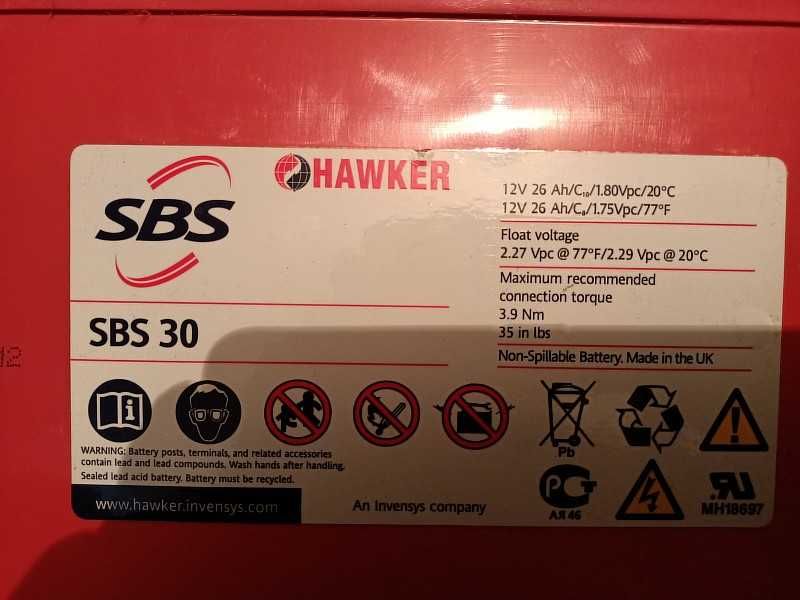 SBS
HAWKER
SBS 30
12V 26 Ah/C₁₀/1.80Vpc/20°C
12V 26 Ah/C₈/1.75Vpc/77°F
Float voltage
2.27 Vpc @ 77°F/2.29 Vpc @ 20°C
Maximum recommended
connection torque
3.9 Nm
35 in lbs
Non-Spillable Battery. Made in the UK
Pb
WARNING: Battery posts, terminals, and related accessories
contain lead and lead compounds. Wash hands after handling.
Sealed lead acid battery. Battery must be recycled.
www.hawker.invensys.com
An Invensys company
АЯ 46
MH18697
12